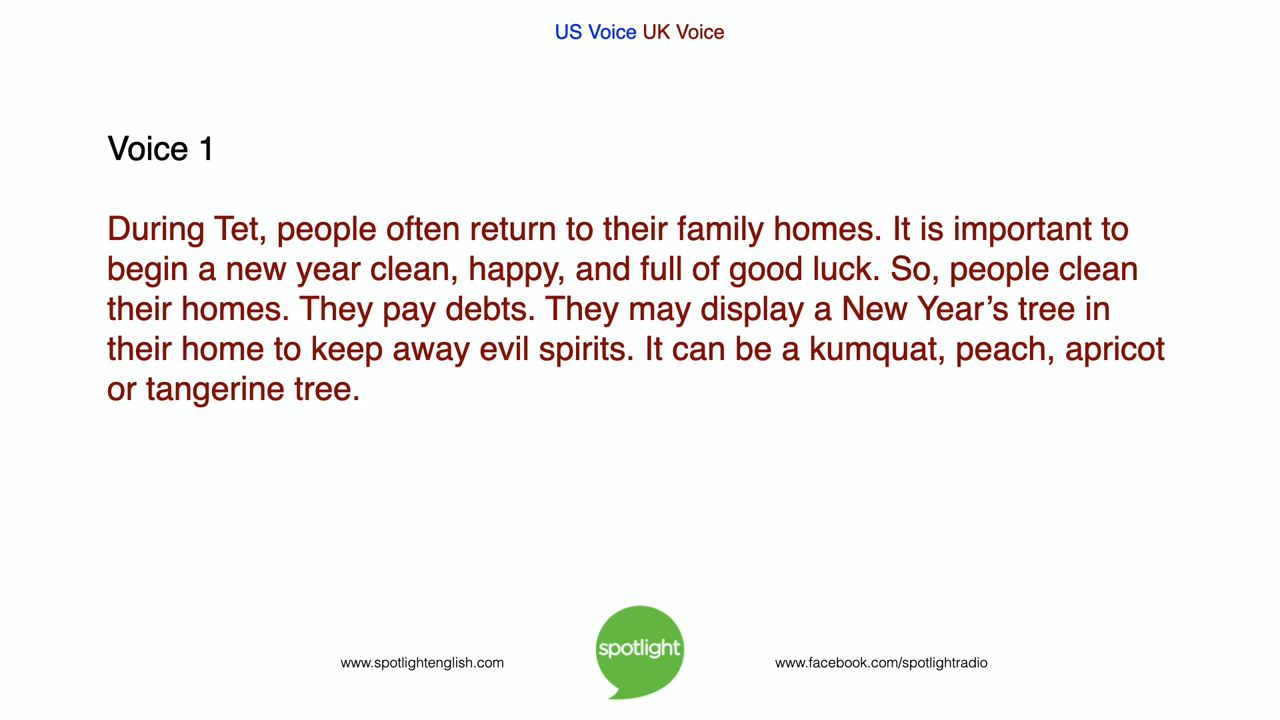 US Voice UK Voice
Voice 1
During Tet, people often return to their family homes. It is important to
begin a new year clean, happy, and full of good luck. So, people clean
their homes. They pay debts. They may display a New Year’s tree in
their home to keep away evil spirits. It can be a kumquat, peach, apricot
or tangerine tree.
www.spotlightenglish.com
spotlight
www.facebook.com/spotlightradio